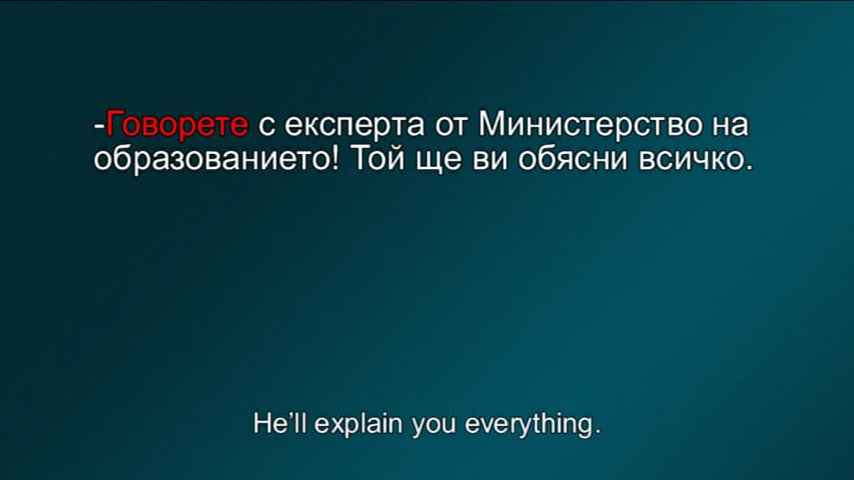 -Говорете с експерта от Министерство на
образованието! Той ще ви обясни всичко.
He’ll explain you everything.